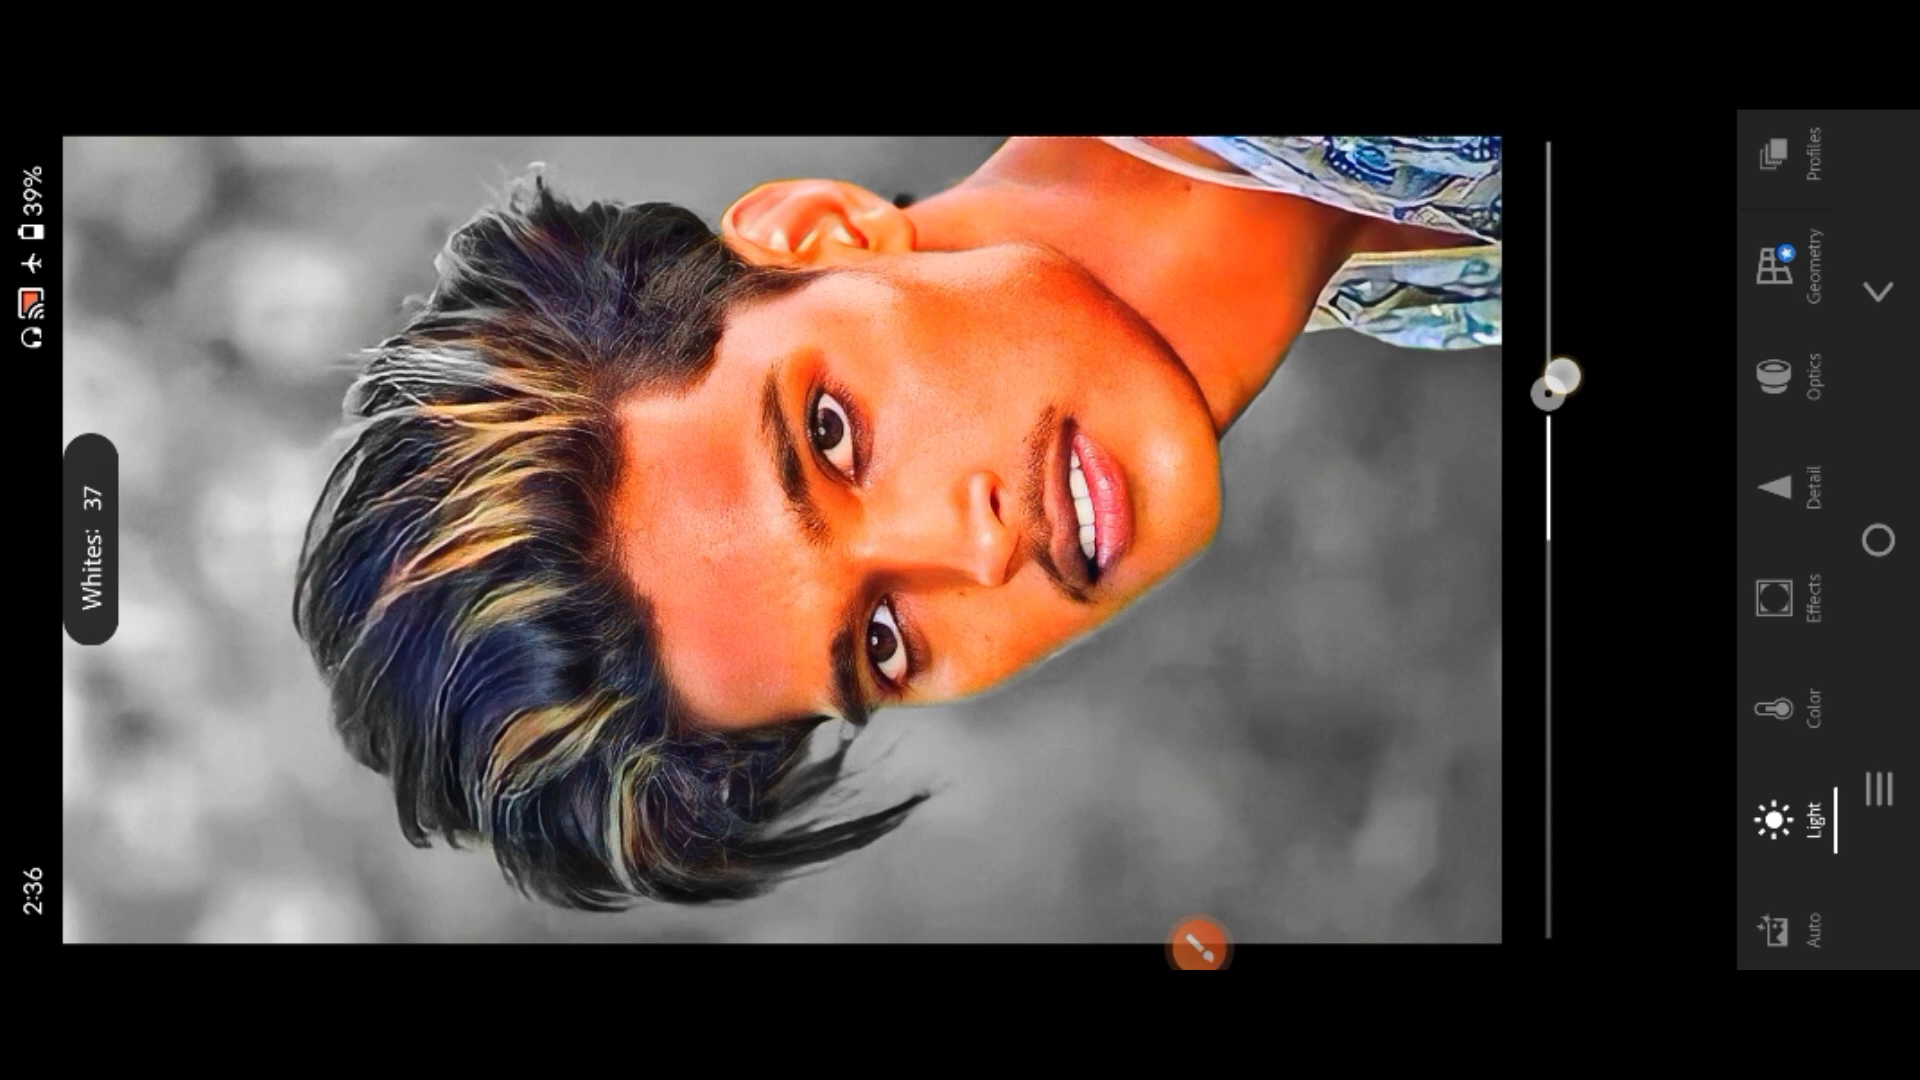 2:36
39%
Whites: 37
Auto
Light
Color
Effects
Detail
Optics
Geometry
Profiles